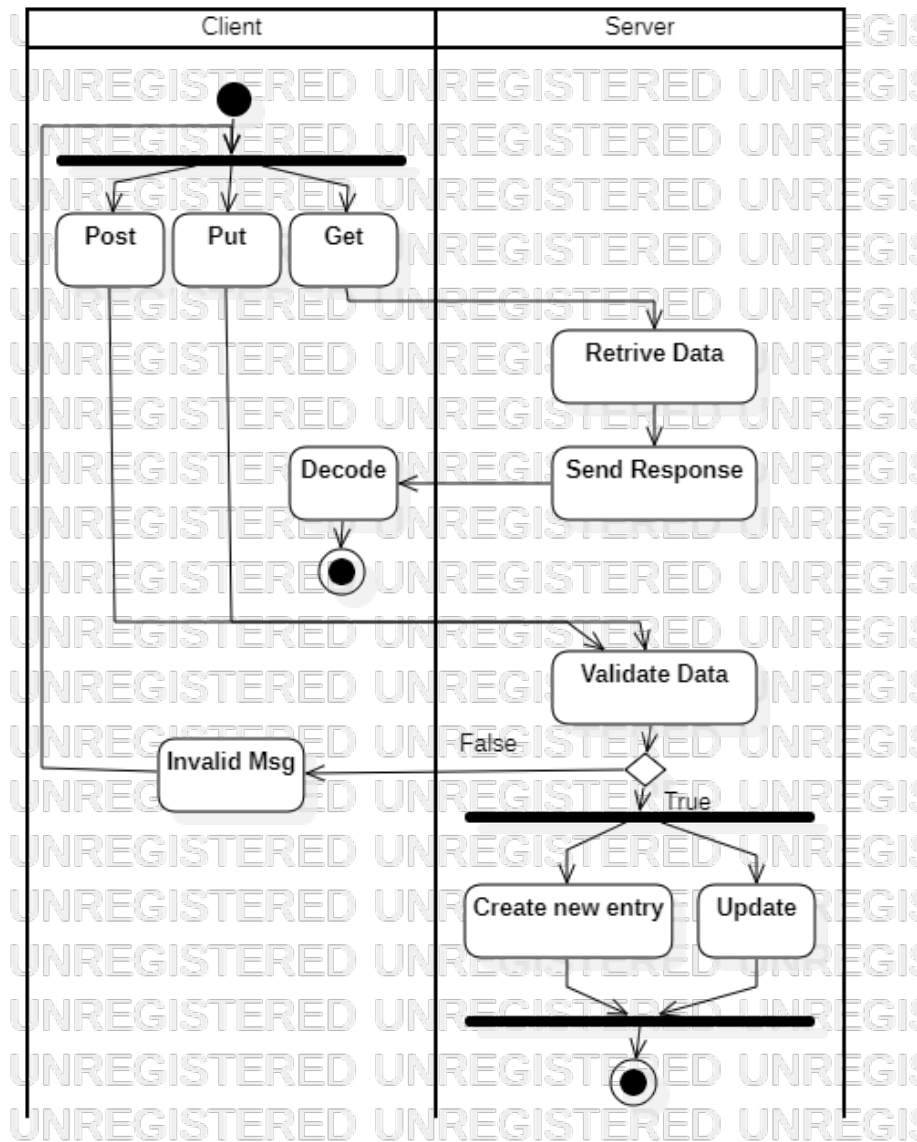 Client Server
Post Put Get
Retrive Data
Decode Send Response
Validate Data
False
Invalid Msg
True
Create new entry Update
UNREGISTERED UNREGISTERED